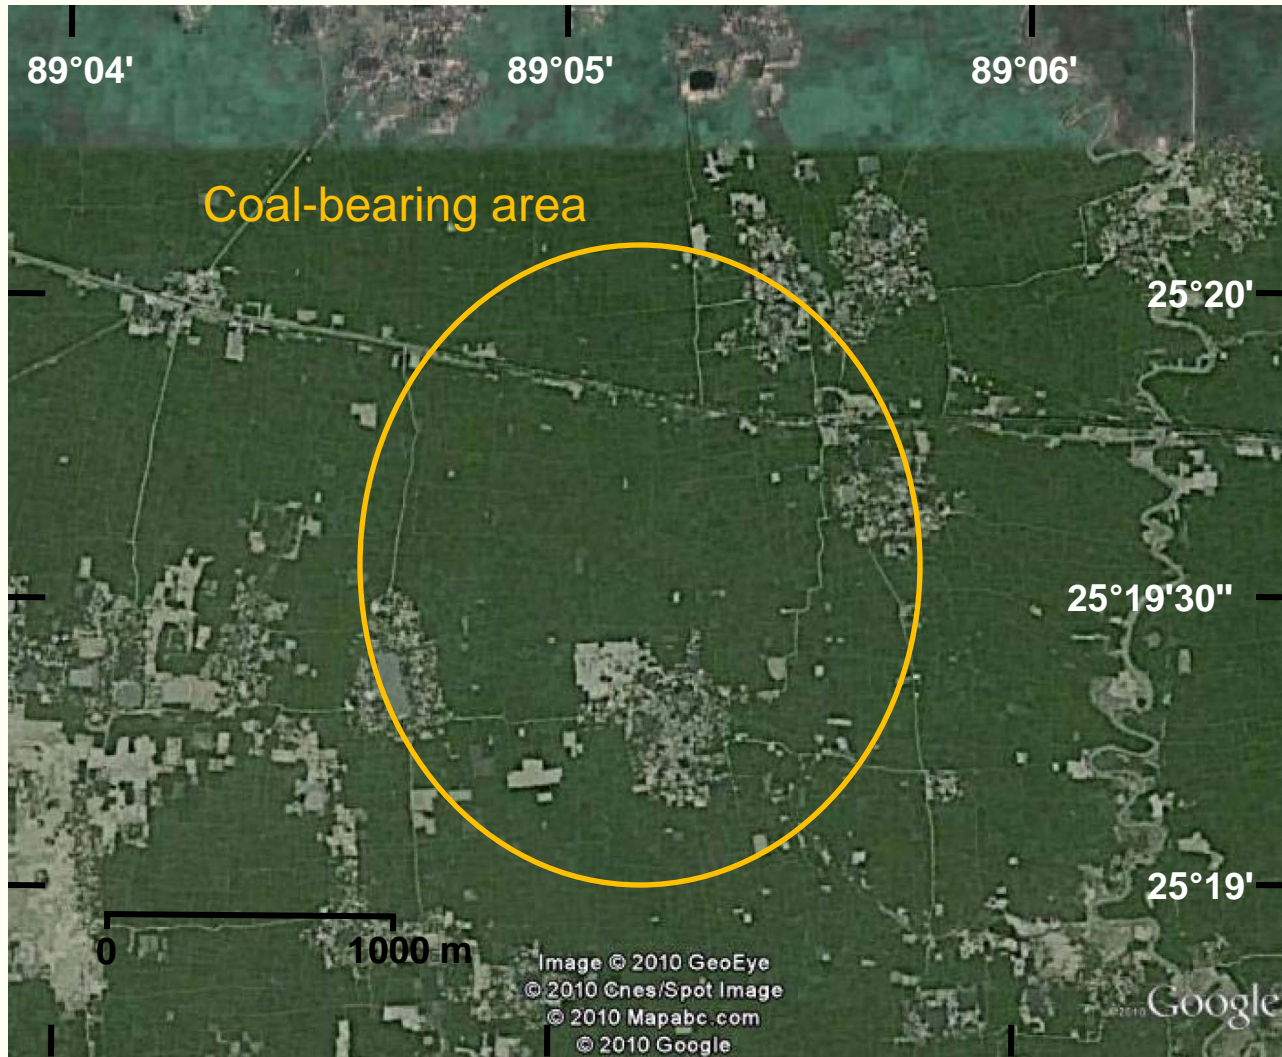 89°04'
89°05'
89°06'
Coal-bearing area
25°20'
25°19'30"
25°19'
0
1000 m
Image © 2010 GeoEye
© 2010 Cnes/Spot Image
© 2010 Mapabc.com
© 2010 Google
©2010 Google